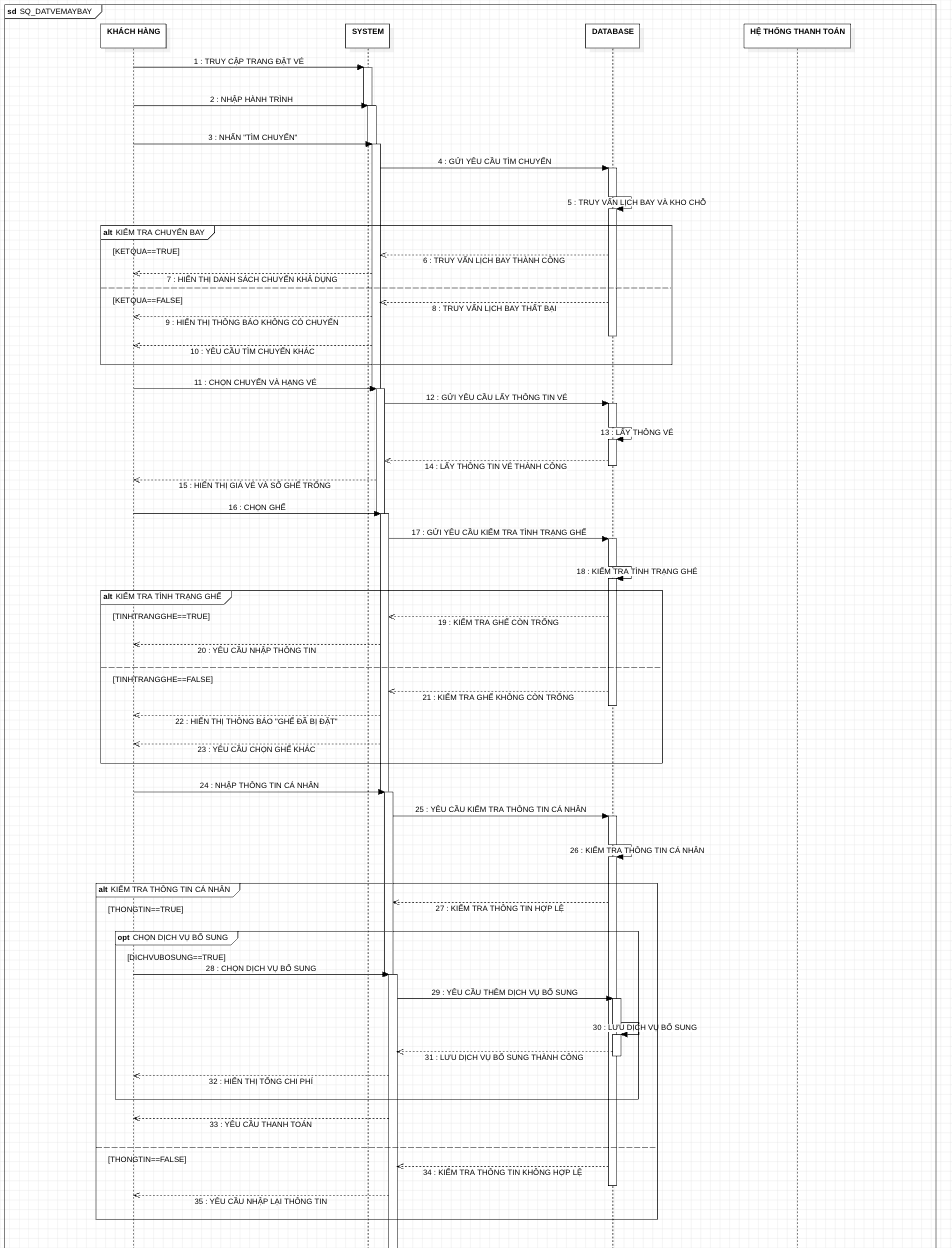 sd SQ_DATVEMAYBAY
KHÁCH HÀNG
SYSTEM
DATABASE
HỆ THỐNG THANH TOÁN
1 : TRUY CẬP TRANG ĐẶT VÉ
2 : NHẬP HÀNH TRÌNH
3 : NHẤN "TÌM CHUYẾN"
4 : GỬI YÊU CẦU TÌM CHUYẾN
5 : TRUY VẤN LỊCH BAY VÀ KHO CHỖ
alt KIỂM TRA CHUYẾN BAY
[KETQUA==TRUE]
6 : TRUY VẤN LỊCH BAY THÀNH CÔNG
7 : HIỂN THỊ DANH SÁCH CHUYẾN KHẢ DỤNG
[KETQUA==FALSE]
8 : TRUY VẤN LỊCH BAY THẤT BẠI
9 : HIỂN THỊ THÔNG BÁO KHÔNG CÓ CHUYẾN
10 : YÊU CẦU TÌM CHUYẾN KHÁC
11 : CHỌN CHUYẾN VÀ HẠNG VÉ
12 : GỬI YÊU CẦU LẤY THÔNG TIN VÉ
13 : LẤY THÔNG VÉ
14 : LẤY THÔNG TIN VÉ THÀNH CÔNG
15 : HIỂN THỊ GIÁ VÉ VÀ SỐ GHẾ TRỐNG
16 : CHỌN GHẾ
17 : GỬI YÊU CẦU KIỂM TRA TÌNH TRẠNG GHẾ
18 : KIỂM TRA TÌNH TRẠNG GHẾ
alt KIỂM TRA TÌNH TRẠNG GHẾ
[TINHTRANGGHE==TRUE]
19 : KIỂM TRA GHẾ CÒN TRỐNG
20 : YÊU CẦU NHẬP THÔNG TIN
[TINHTRANGGHE==FALSE]
21 : KIỂM TRA GHẾ KHÔNG CÒN TRỐNG
22 : HIỂN THỊ THÔNG BÁO "GHẾ ĐÃ BỊ ĐẶT"
23 : YÊU CẦU CHỌN GHẾ KHÁC
24 : NHẬP THÔNG TIN CÁ NHÂN
25 : YÊU CẦU KIỂM TRA THÔNG TIN CÁ NHÂN
26 : KIỂM TRA THÔNG TIN CÁ NHÂN
alt KIỂM TRA THÔNG TIN CÁ NHÂN
[THONGTIN==TRUE]
27 : KIỂM TRA THÔNG TIN HỢP LỆ
opt CHỌN DỊCH VỤ BỔ SUNG
[DICHVUBOSUNG==TRUE]
28 : CHỌN DỊCH VỤ BỔ SUNG
29 : YÊU CẦU THÊM DỊCH VỤ BỔ SUNG
30 : LƯU DỊCH VỤ BỔ SUNG
31 : LƯU DỊCH VỤ BỔ SUNG THÀNH CÔNG
32 : HIỂN THỊ TỔNG CHI PHÍ
33 : YÊU CẦU THANH TOÁN
[THONGTIN==FALSE]
34 : KIỂM TRA THÔNG TIN KHÔNG HỢP LỆ
35 : YÊU CẦU NHẬP LẠI THÔNG TIN